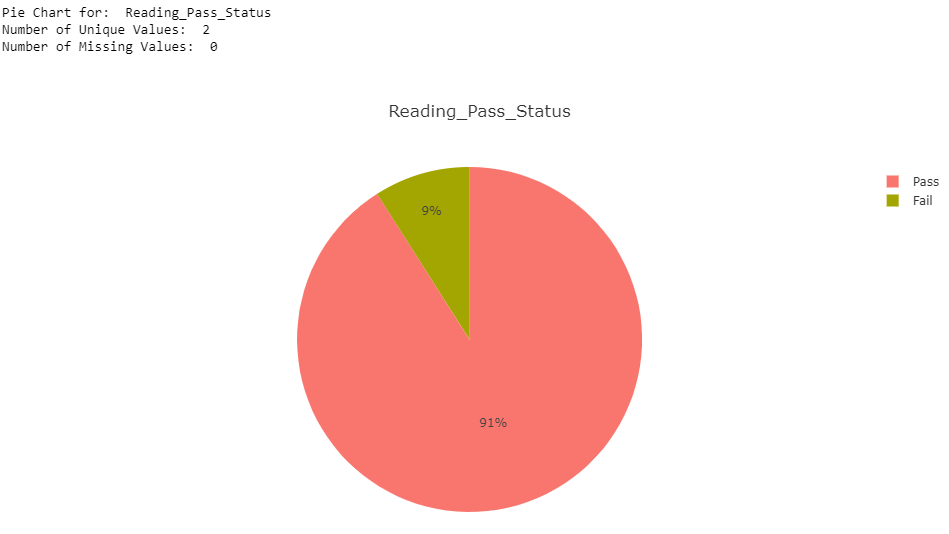 Pie Chart for:  Reading_Pass_Status
Number of Unique Values:  2
Number of Missing Values:  0
Reading_Pass_Status
Pass
Fail
9%
91%